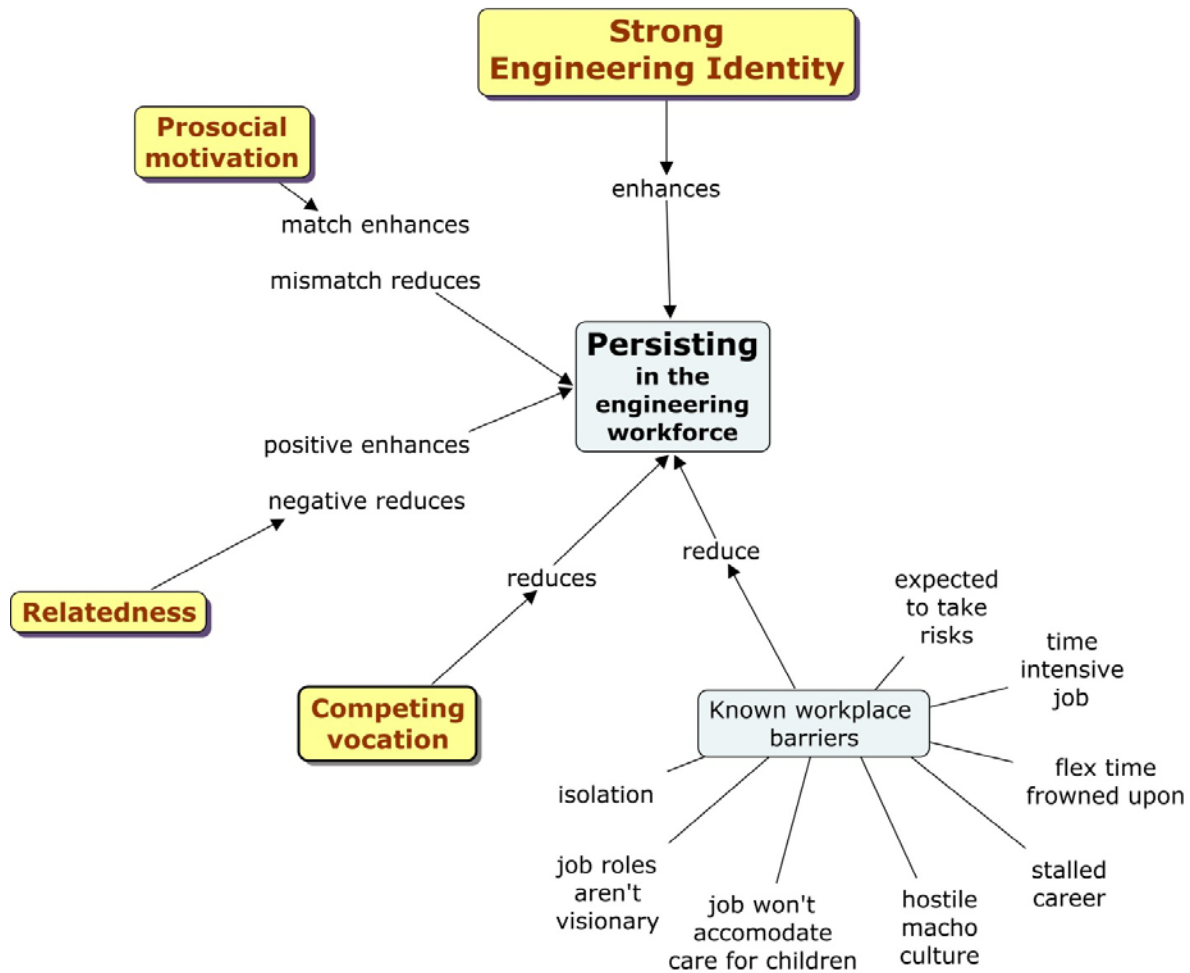 Strong
Engineering Identity
Prosocial
motivation
enhances
match enhances
mismatch reduces
Persisting
in the
engineering
workforce
positive enhances
negative reduces
Relatedness
reduces
reduce
Competing
vocation
Known workplace
barriers
expected
to take
risks
time
intensive
job
flex time
frowned upon
stalled
career
hostile
macho
culture
job won't
accomodate
care for children
job roles
aren't
visionary
isolation